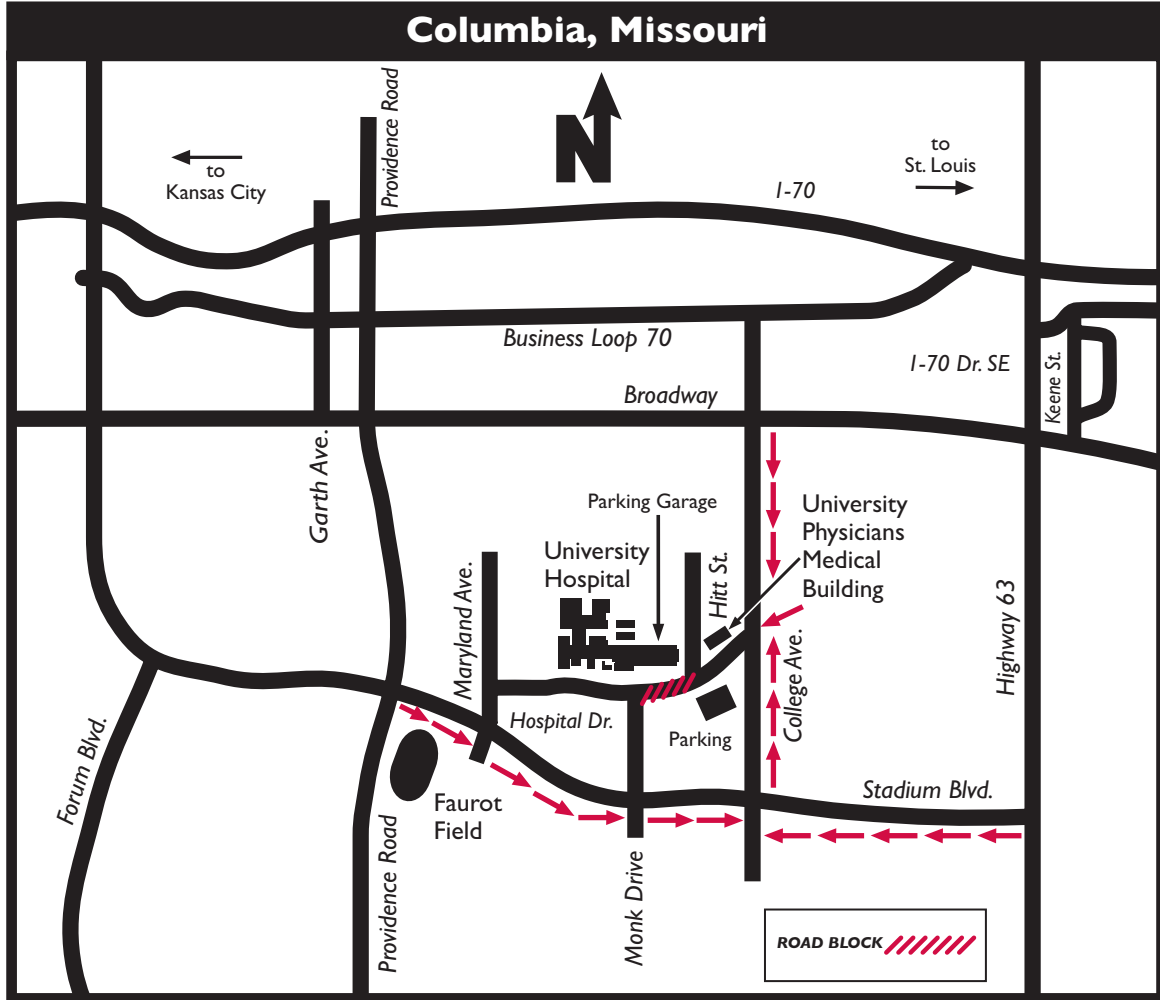 Columbia, Missouri
Providence Road
N
to
Kansas City
to
St. Louis
I-70
Business Loop 70
I-70 Dr. SE
Keene St.
Broadway
Garth Ave.
Parking Garage
University
Physicians
Medical
Building
University
Hospital
Maryland Ave.
Hitt St.
Highway 63
College Ave.
Hospital Dr.
Parking
Forum Blvd.
Stadium Blvd.
Faurot
Field
Providence Road
Monk Drive
ROAD BLOCK